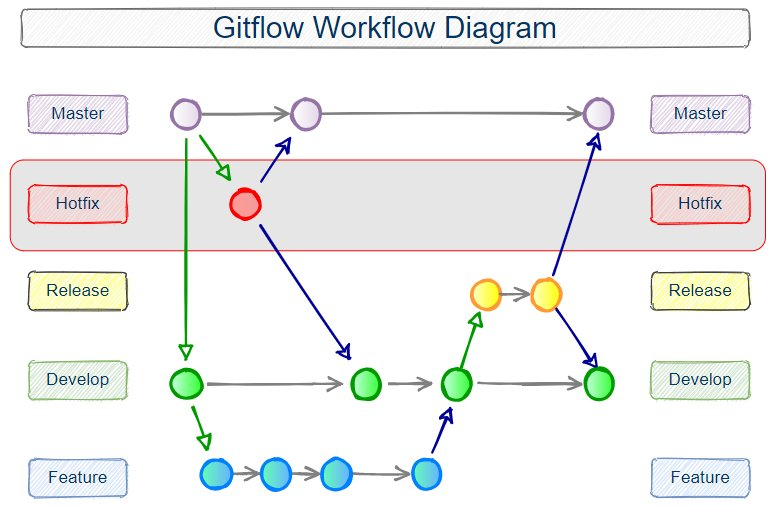 Gitflow Workflow Diagram
Master
Master
Hotfix
Hotfix
Release
Release
Develop
Develop
Feature
Feature